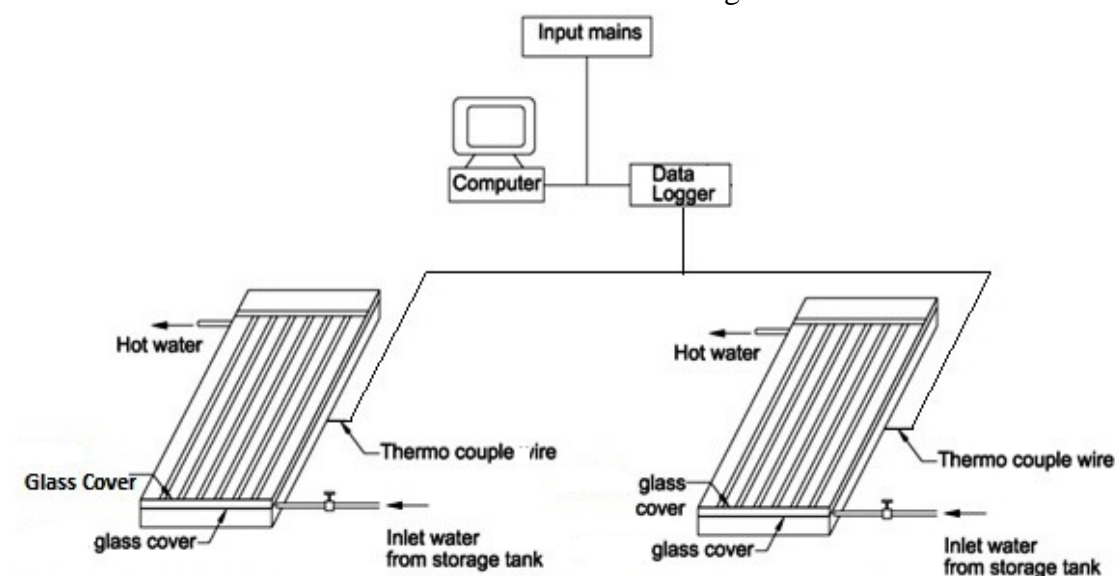 Input mains
Computer
Data
Logger
Hot water
Hot water
Thermo couple
Thermo couple wire
Glass Cover
glass
cover
glass cover
Inlet water
from storage tank
glass cover
Inlet water
from storage tank